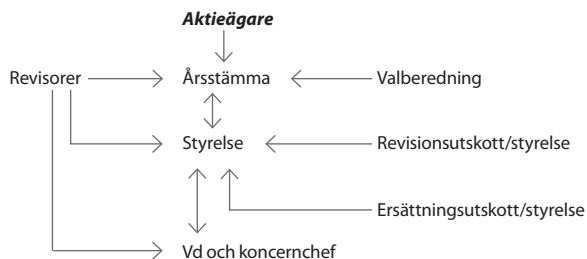 Aktieägare
Revisorer
Årsstämma
Valberedning
Styrelse
Revisionsutskott/styrelse
Ersättningsutskott/styrelse
Vd och koncernchef